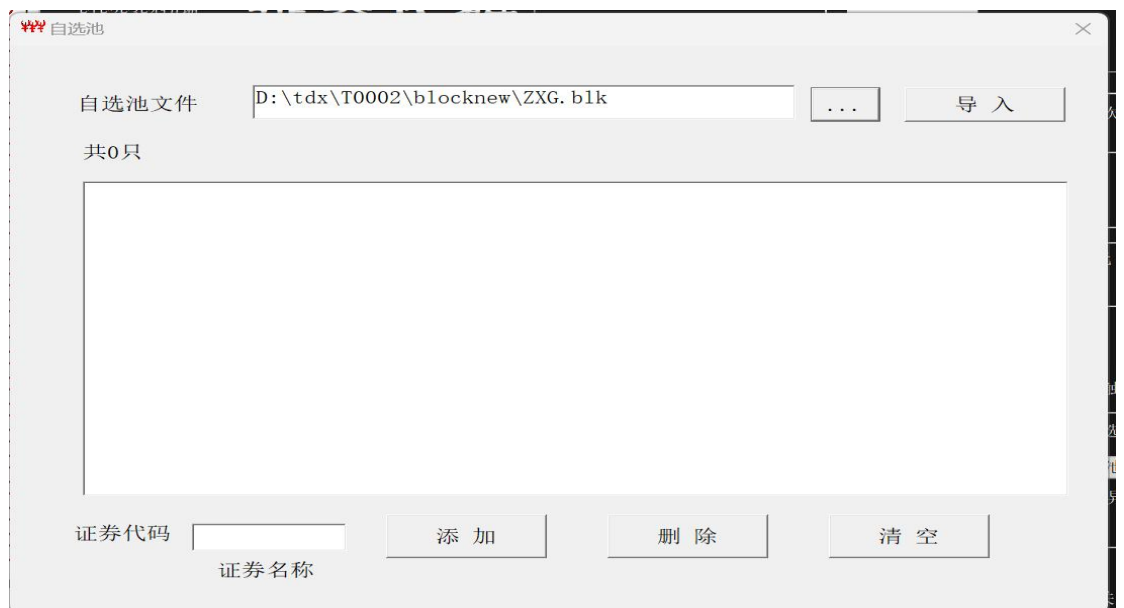 自选池
自选池文件 D:\tdx\T0002\blocknew\ZXG.blk ... 导入
共0只
证券代码 添加 删除 清空
证券名称